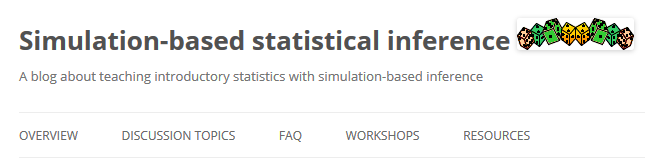 Simulation-based statistical inference
A blog about teaching introductory statistics with simulation-based inference
OVERVIEW DISCUSSION TOPICS FAQ WORKSHOPS RESOURCES